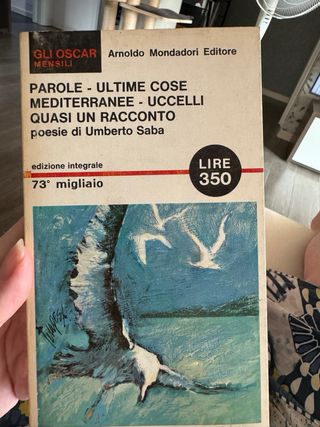 GLI OSCAR
MENSILI
Arnoldo Mondadori Editore
PAROLE - ULTIME COSE
MEDITERRANEE - UCCELLI
QUASI UN RACCONTO
poesie di Umberto Saba
edizione integrale
73° migliaio
LIRE
350